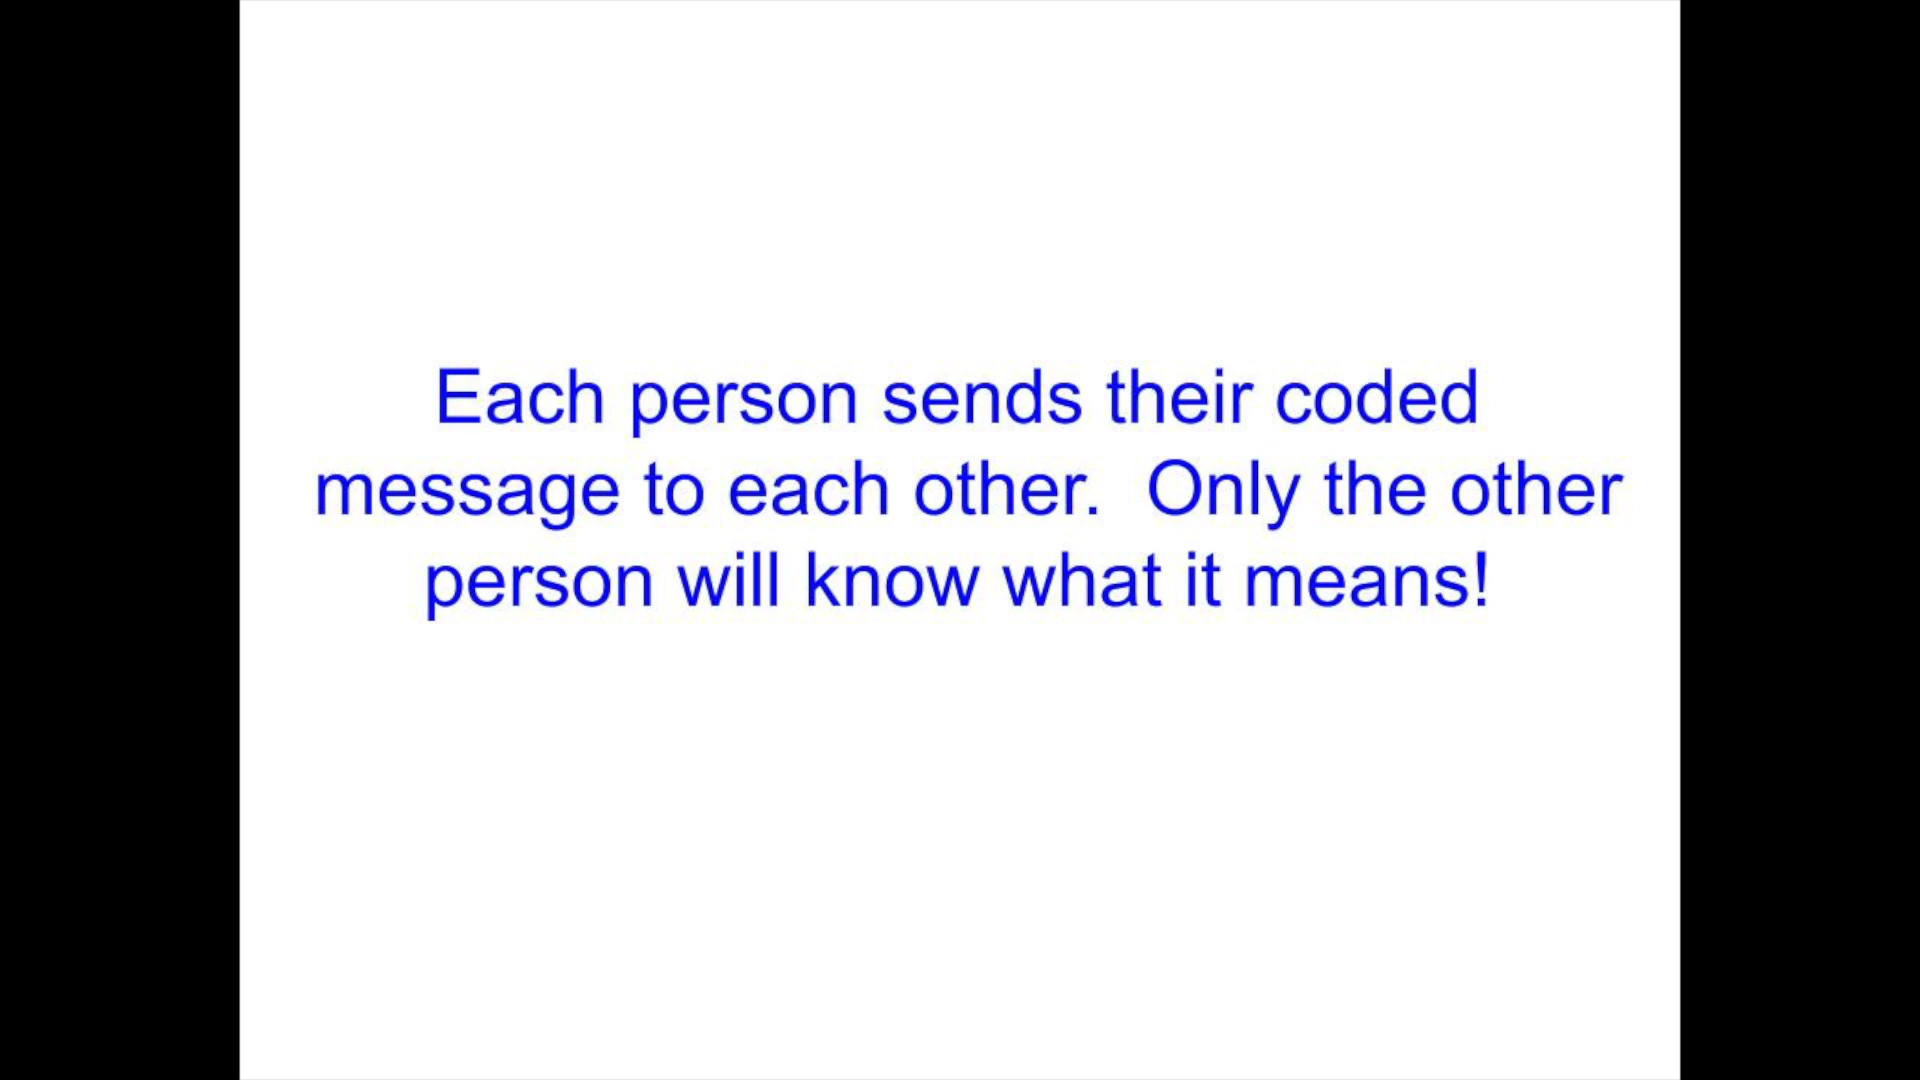 Each person sends their coded
message to each other.  Only the other
person will know what it means!